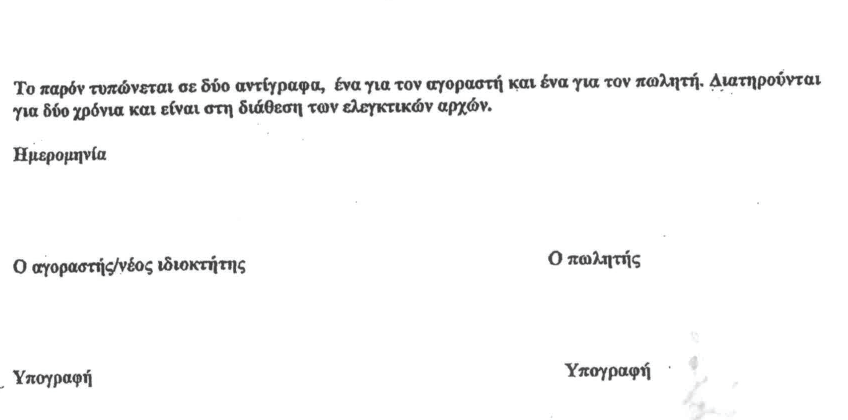 Το παρόν τυπώνεται σε δύο αντίγραφα, ένα για τον αγοραστή και ένα για τον πωλητή. Διατηρούνται
για δύο χρόνια και είναι στη διάθεση των ελεγκτικών αρχών.
Ημερομηνία
Ο αγοραστής/νέος ιδιοκτήτης
Ο πωλητής
Υπογραφή
Υπογραφή